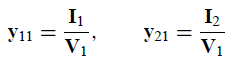 y₁₁ = I₁/V₁, y₂₁ = I₂/V₁